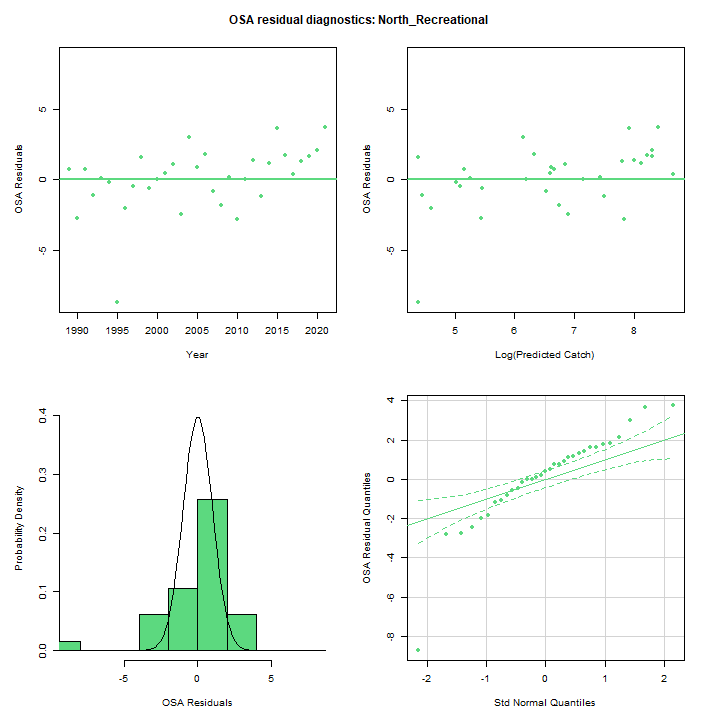 OSA residual diagnostics: North_Recreational
OSA Residuals
5
0
-5
1990 1995 2000 2005 2010 2015 2020
Year
OSA Residuals
5
0
-5
5 6 7 8
Log(Predicted Catch)
Probability Density
0.4
0.3
0.2
0.1
0.0
-5 0 5
OSA Residuals
OSA Residual Quantiles
4
2
0
-2
-4
-6
-8
-2 -1 0 1 2
Std Normal Quantiles